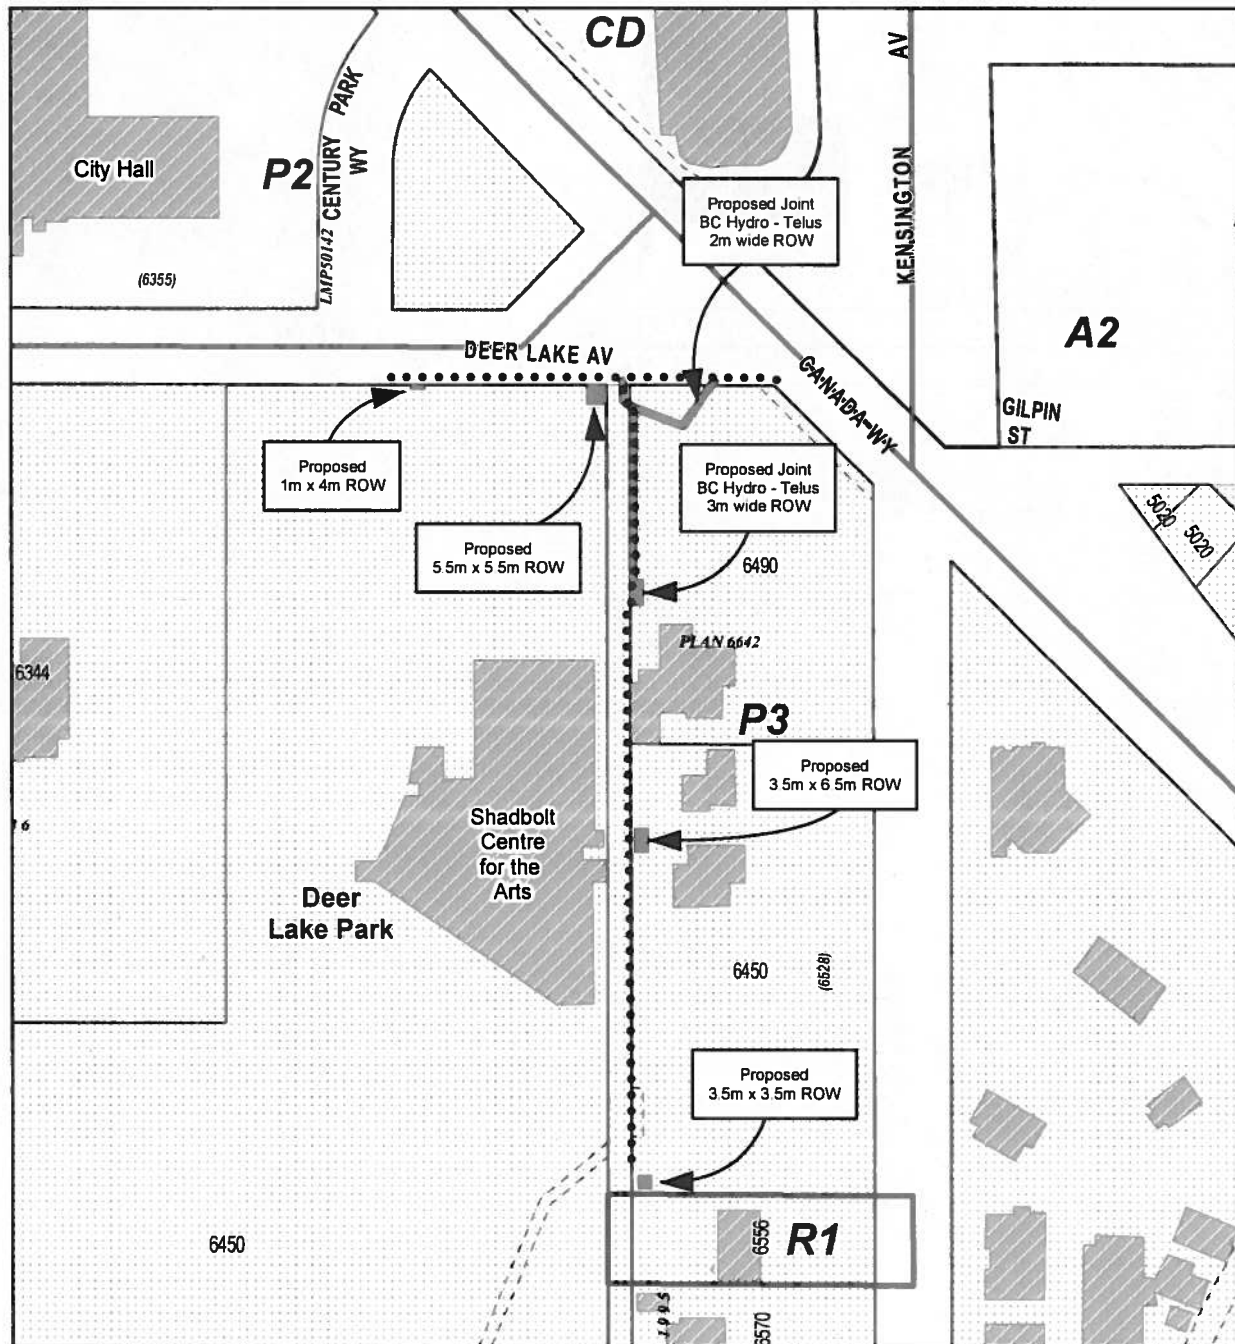 CD
AV
KENSINGTON
City Hall
P2
CENTURY PARK
WY
LMP50142
(6355)
Proposed Joint
BC Hydro - Telus
2m wide ROW
A2
DEER LAKE AV
CANADA WY
GILPIN
ST
Proposed
1m x 4m ROW
Proposed
5.5m x 5 5m ROW
Proposed Joint
BC Hydro - Telus
3m wide ROW
6490
5020
5020
PLAN 6642
6344
P3
Proposed
3 5m x 6 5m ROW
Shadbolt
Centre
for the
Arts
Deer
Lake Park
6450
(6528)
Proposed
3.5m x 3.5m ROW
6450
6556
R1
1995
6570